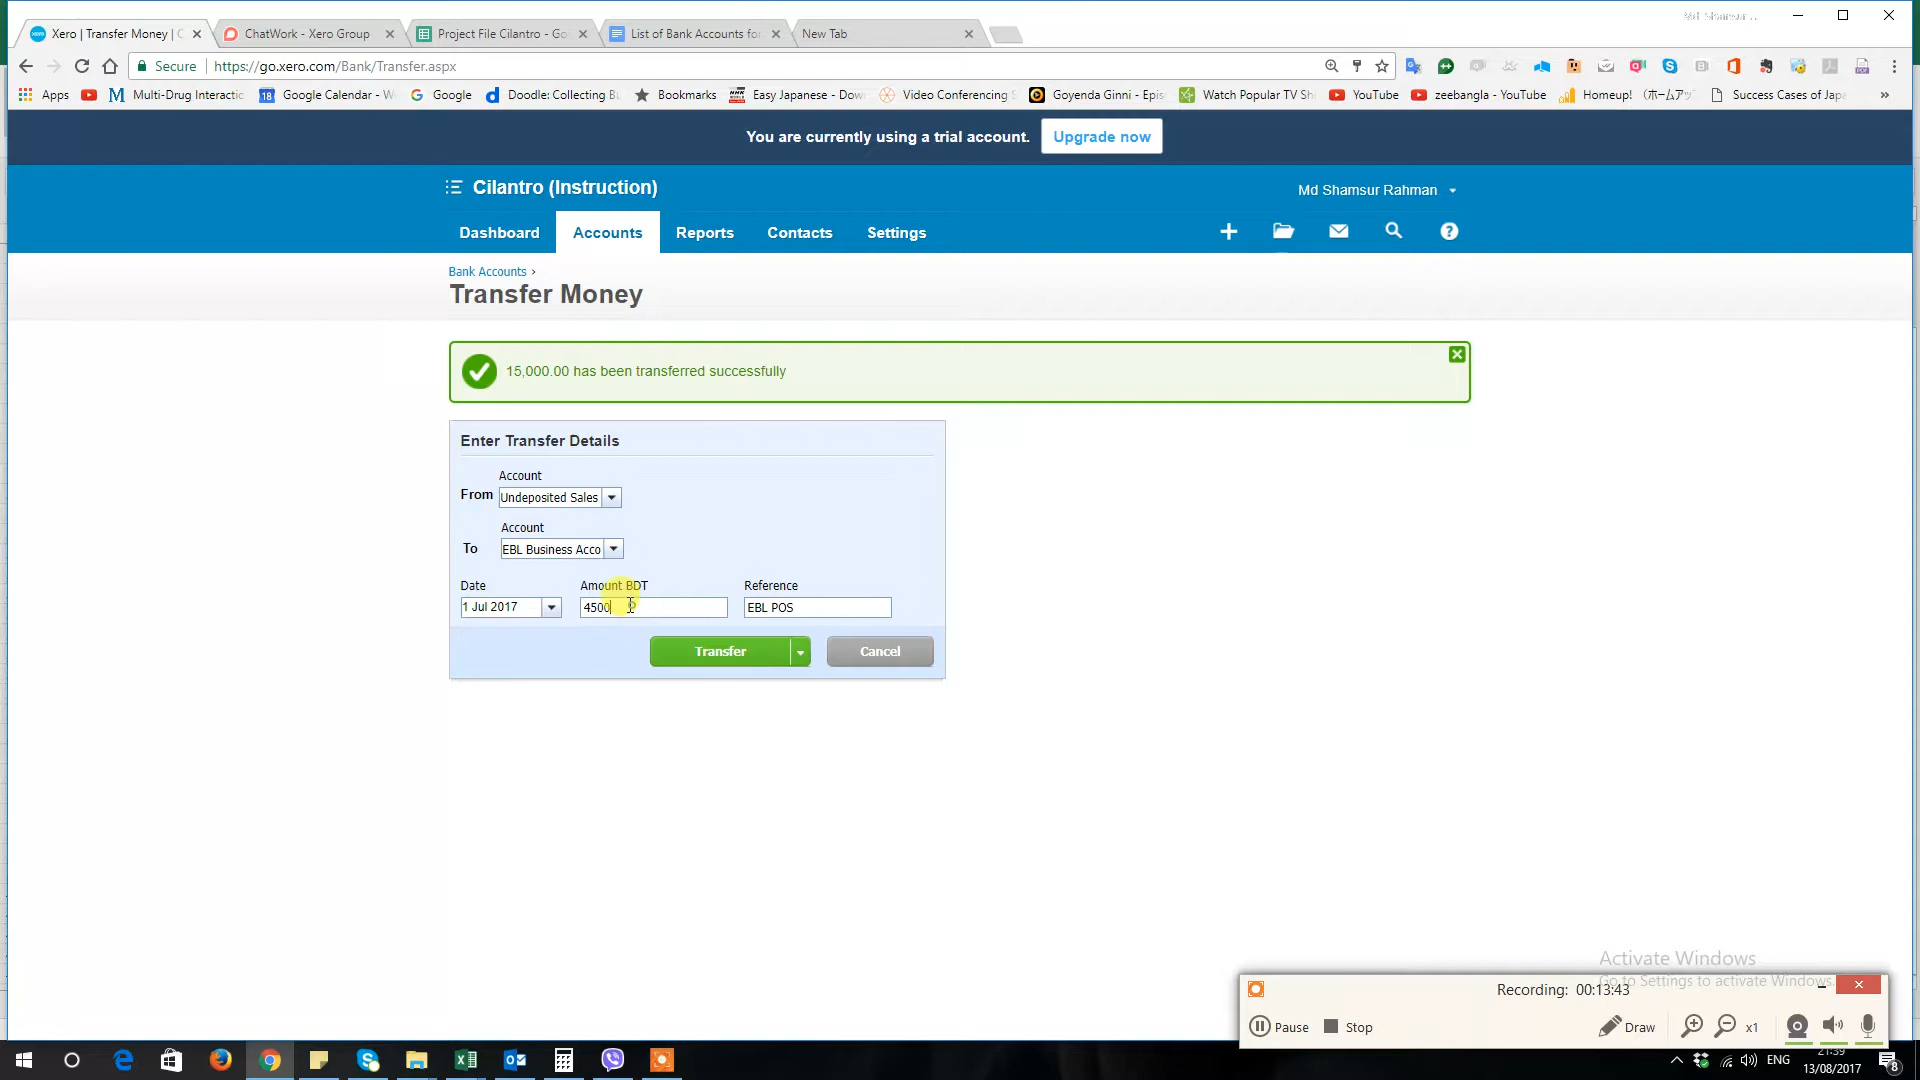 Md Shamsur ..
Xero | Transfer Money | C
ChatWork - Xero Group
Project File Cilantro - Go
List of Bank Accounts for
New Tab
Secure
https://go.xero.com/Bank/Transfer.aspx
Apps
Multi-Drug Interactic
Google Calendar - W
Google
Doodle: Collecting Bu
Bookmarks
Easy Japanese - Dow
Video Conferencing
Goyenda Ginni - Epis
Watch Popular TV Sh
YouTube
zeebangla - YouTube
Homeup! (ホームアッ
Success Cases of Japa
»
You are currently using a trial account.
Upgrade now
Cilantro (Instruction)
Md Shamsur Rahman
Dashboard
Accounts
Reports
Contacts
Settings
Bank Accounts ›
Transfer Money
15,000.00 has been transferred successfully
Enter Transfer Details
Account
From
Undeposited Sales
Account
To
EBL Business Acco
Date
Amount BDT
Reference
1 Jul 2017
4500
EBL POS
Transfer
Cancel
Activate Windows
Go to Settings to activate Windows.
Recording: 00:13:43
Pause
Stop
Draw
x1
ENG
21:39
13/08/2017
8